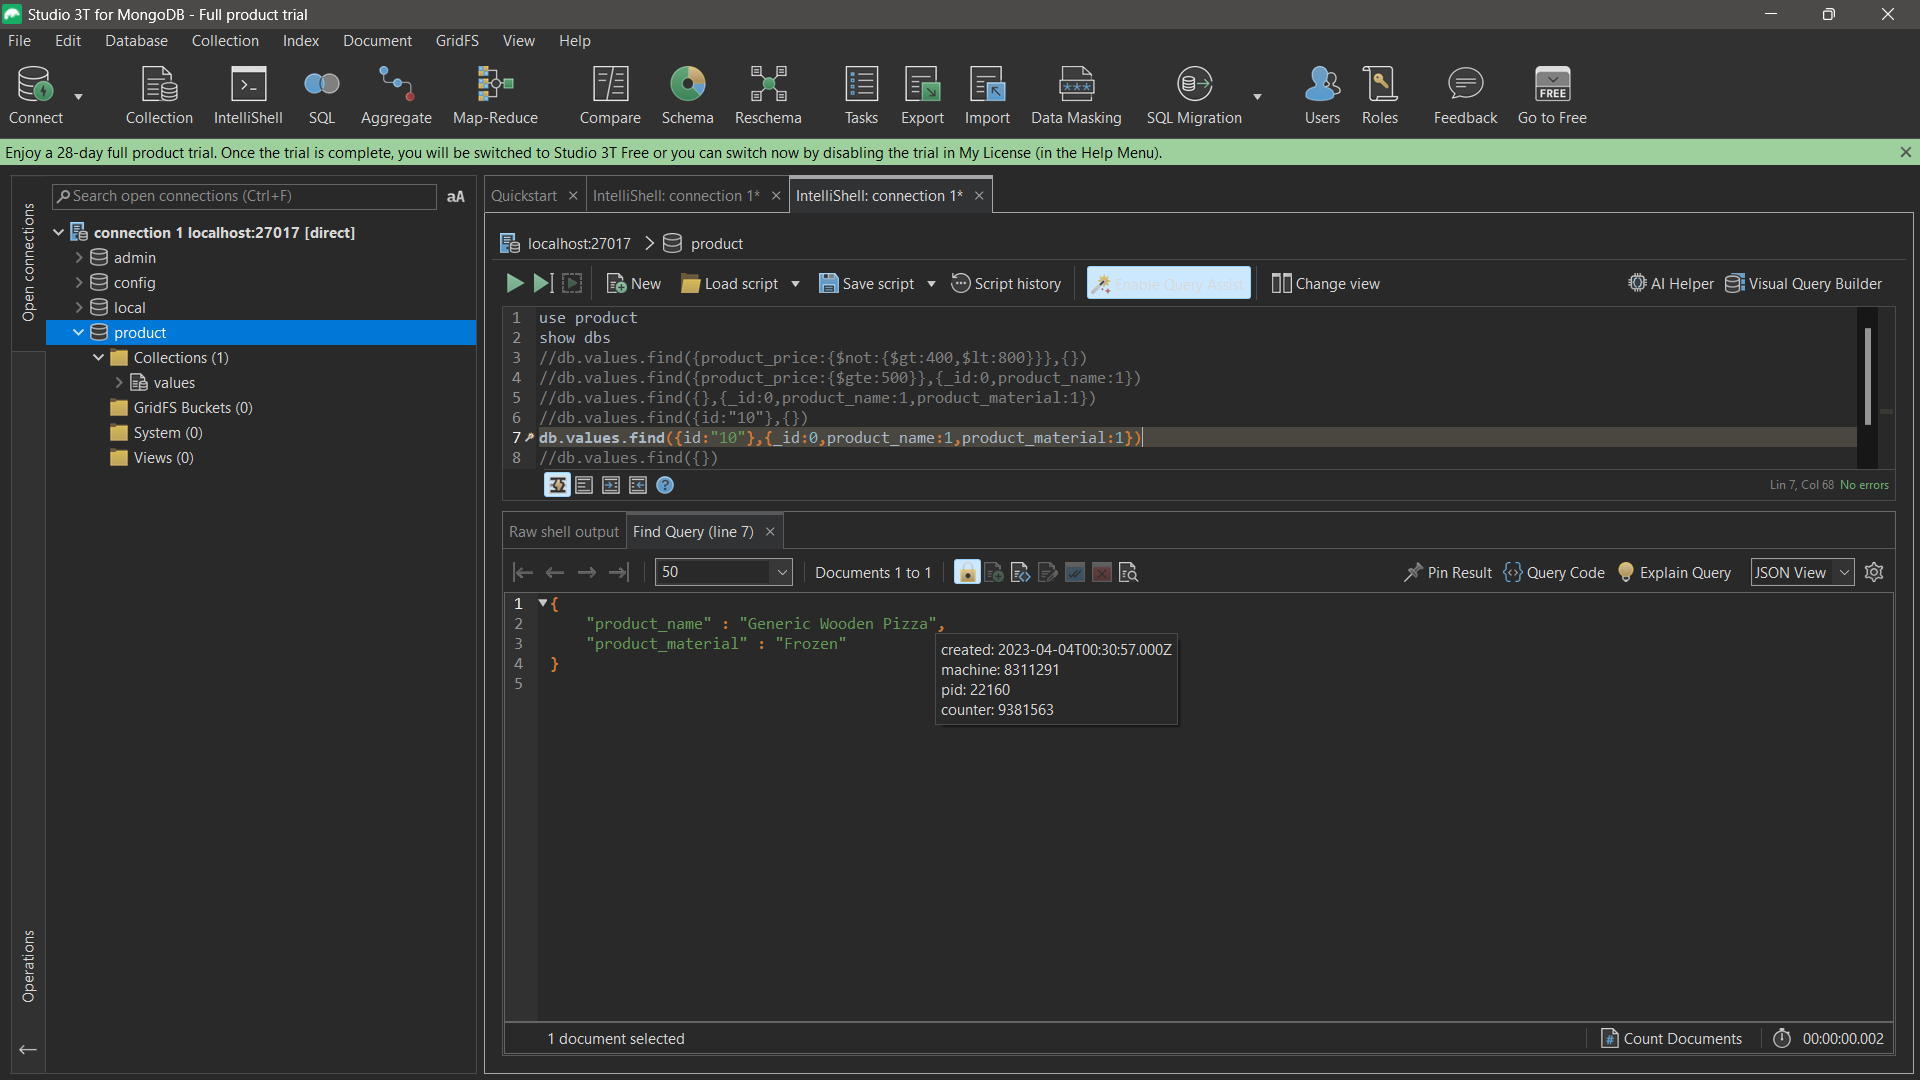 Studio 3T for MongoDB - Full product trial
File Edit Database Collection Index Document GridFS View Help
Connect Collection IntelliShell SQL Aggregate Map-Reduce Compare Schema Reschema Tasks Export Import Data Masking SQL Migration Users Roles Feedback Go to Free
FREE
Enjoy a 28-day full product trial. Once the trial is complete, you will be switched to Studio 3T Free or you can switch now by disabling the trial in My License (in the Help Menu).
Open connections
Search open connections (Ctrl+F) aA
connection 1 localhost:27017 [direct]
admin
config
local
product
Collections (1)
values
GridFS Buckets (0)
System (0)
Views (0)
Operations
Quickstart IntelliShell: connection 1* IntelliShell: connection 1*
localhost:27017 product
New Load script Save script Script history Enable Query Assist Change view AI Helper Visual Query Builder
1 use product
2 show dbs
3 //db.values.find({product_price:{$not:{$gt:400,$lt:800}}},{})
4 //db.values.find({product_price:{$gte:500}},{_id:0,product_name:1})
5 //db.values.find({},{_id:0,product_name:1,product_material:1})
6 //db.values.find({id:"10"},{})
7 db.values.find({id:"10"},{_id:0,product_name:1,product_material:1})
8 //db.values.find({})
Lin 7, Col 68 No errors
Raw shell output Find Query (line 7)
50 Documents 1 to 1 Pin Result Query Code Explain Query JSON View
1 {
2 "product_name" : "Generic Wooden Pizza",
3 "product_material" : "Frozen"
4 }
5
created: 2023-04-04T00:30:57.000Z
machine: 8311291
pid: 22160
counter: 9381563
1 document selected Count Documents 00:00:00.002